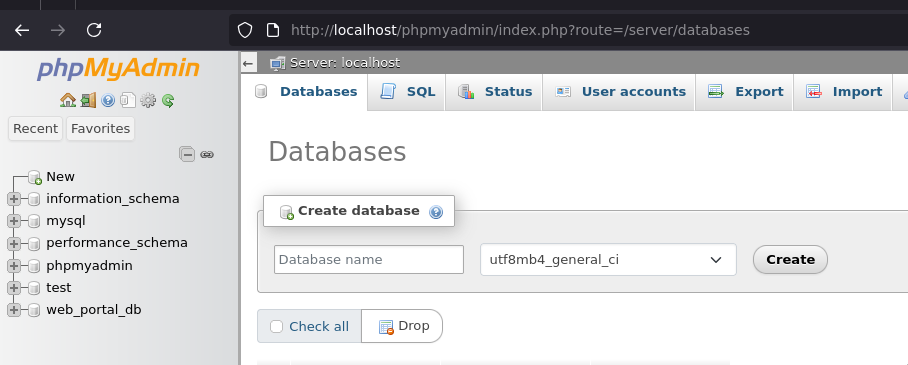 http://localhost/phpmyadmin/index.php?route=/server/databases
phpMyAdmin
Recent Favorites
New
information_schema
mysql
performance_schema
phpmyadmin
test
web_portal_db
Server: localhost
Databases SQL Status User accounts Export Import
Databases
Create database
Database name utf8mb4_general_ci Create
Check all Drop